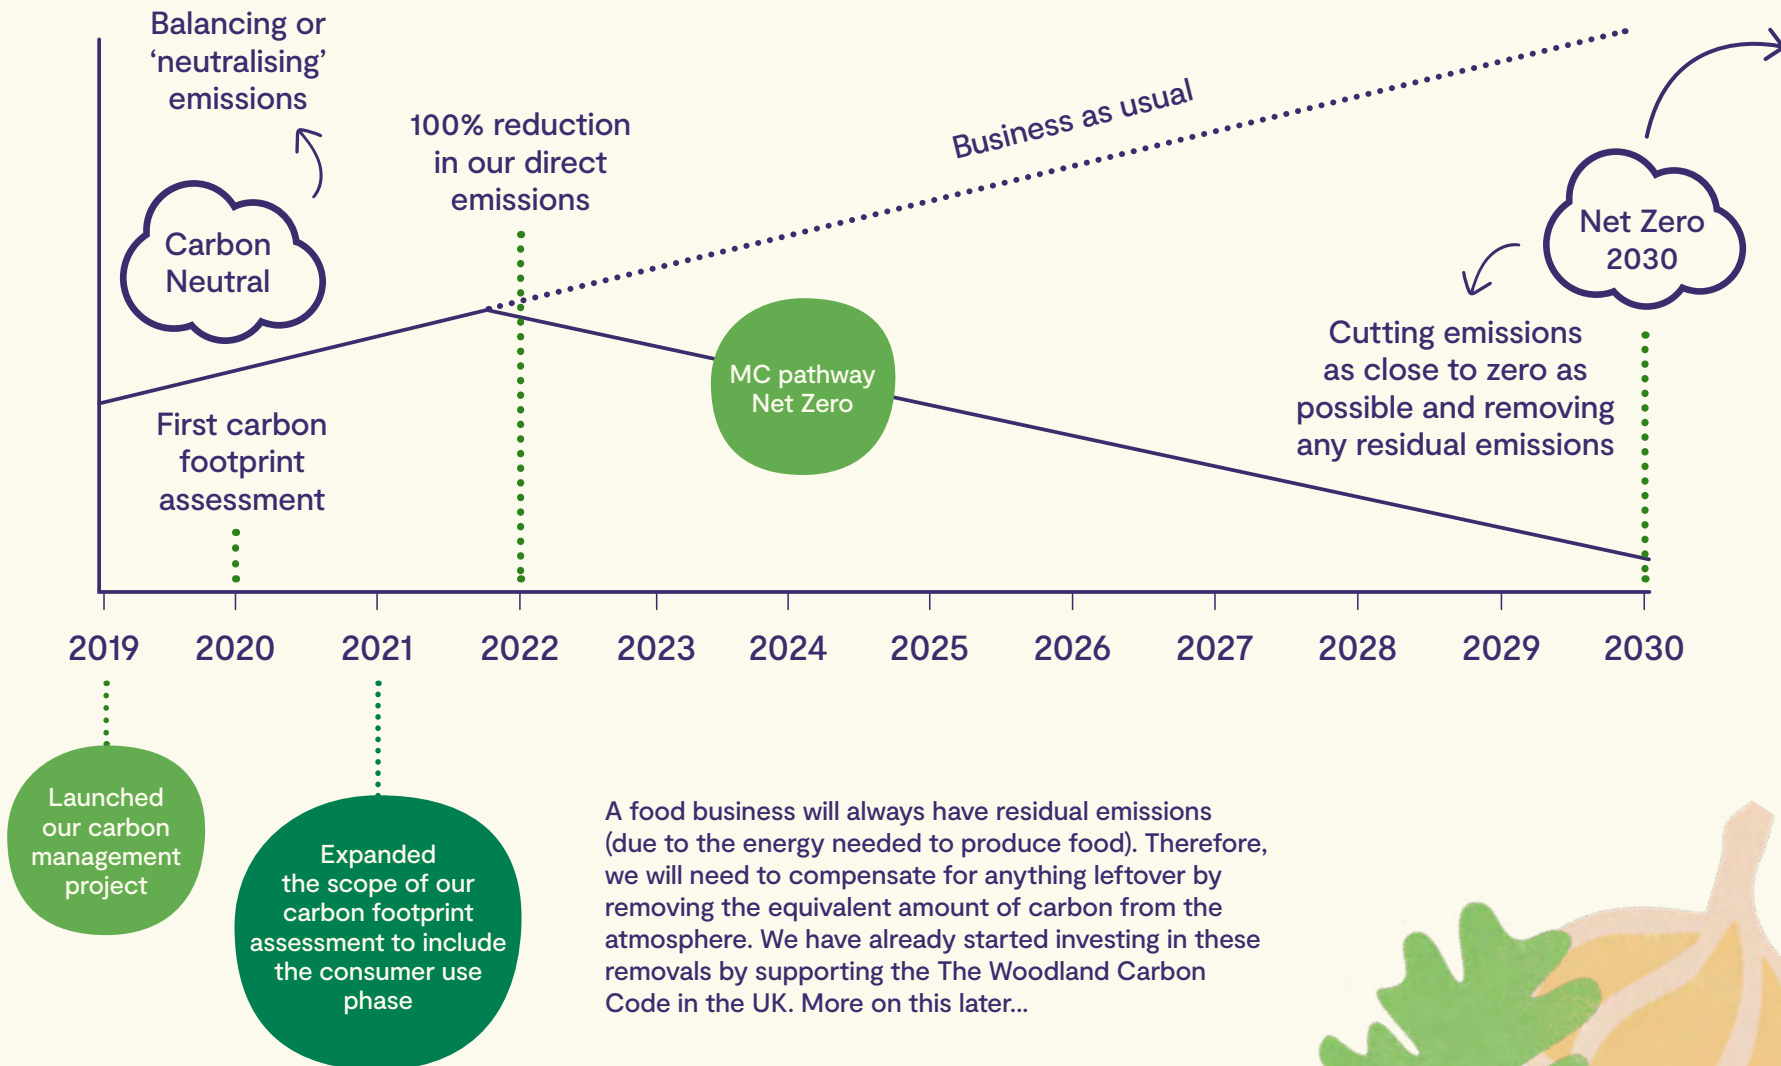 Balancing or
‘neutralising’
emissions
Carbon
Neutral
100% reduction
in our direct
emissions
Business as usual
Net Zero
2030
Cutting emissions
as close to zero as
possible and removing
any residual emissions
MC pathway
Net Zero
First carbon
footprint
assessment
2019 2020 2021 2022 2023 2024 2025 2026 2027 2028 2029 2030
Launched
our carbon
management
project
Expanded
the scope of our
carbon footprint
assessment to include
the consumer use
phase
A food business will always have residual emissions
(due to the energy needed to produce food). Therefore,
we will need to compensate for anything leftover by
removing the equivalent amount of carbon from the
atmosphere. We have already started investing in these
removals by supporting the The Woodland Carbon
Code in the UK. More on this later...